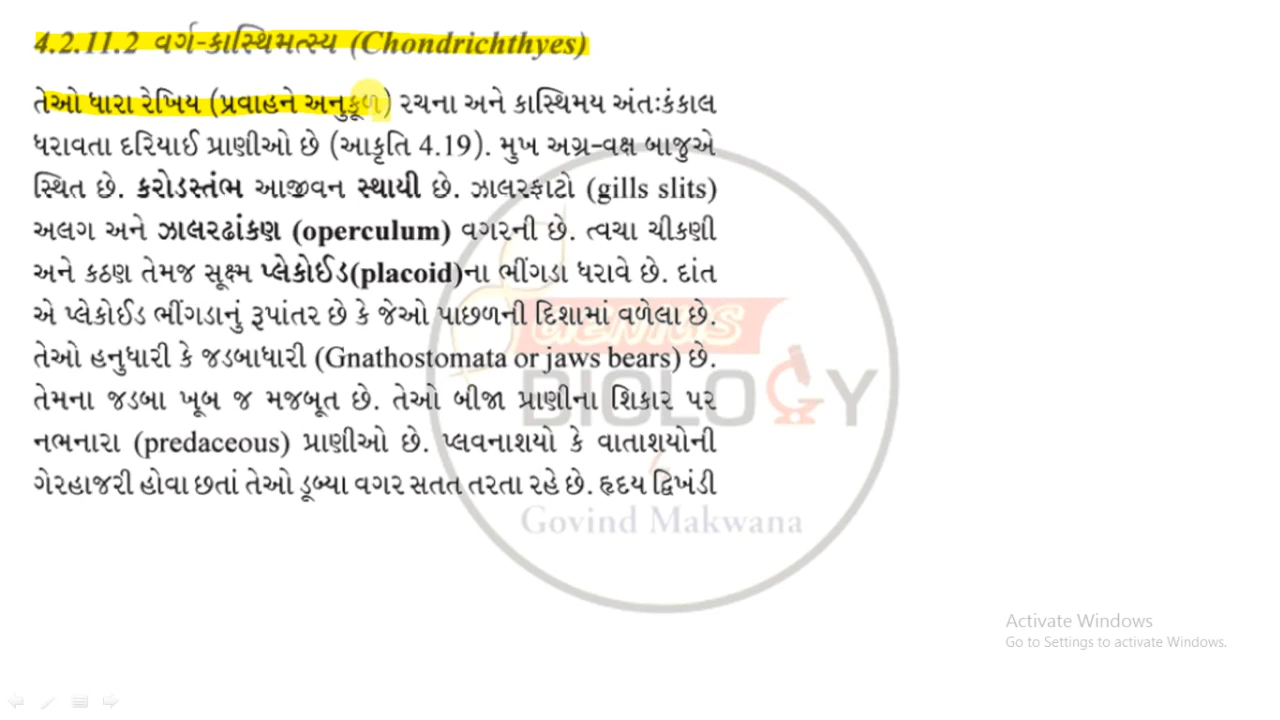 4.2.11.2 વર્ગ-કાસ્થિમત્સ્ય (Chondrichthyes)
તેઓ ધારા રેખિય (પ્રવાહને અનુકૂળ) રચના અને કાસ્થિમય અંતઃકંકાલ
ધરાવતા દરિયાઈ પ્રાણીઓ છે (આકૃતિ 4.19). મુખ અગ્ર-વક્ષ બાજુએ
સ્થિત છે. કરોડસ્તંભ આજીવન સ્થાયી છે. ઝાલરફાટો (gills slits)
અલગ અને ઝાલરઢાંકણ (operculum) વગરની છે. ત્વચા ચીકણી
અને કઠણ તેમજ સૂક્ષ્મ પ્લેકોઈડ(placoid)ના ભીંગડા ધરાવે છે. દાંત
એ પ્લેકોઈડ ભીંગડાનું રૂપાંતર છે કે જેઓ પાછળની દિશામાં વળેલા છે.
તેઓ હનુધારી કે જડબાધારી (Gnathostomata or jaws bears) છે.
તેમના જડબા ખૂબ જ મજબૂત છે. તેઓ બીજા પ્રાણીના શિકાર પર
નભનારા (predaceous) પ્રાણીઓ છે. પ્લવનાશયો કે વાતાશયોની
ગેરહાજરી હોવા છતાં તેઓ ડૂબ્યા વગર સતત તરતા રહે છે. હૃદય દ્વિખંડી
GENIUS
BIOLOGY
Govind Makwana
Activate Windows
Go to Settings to activate Windows.